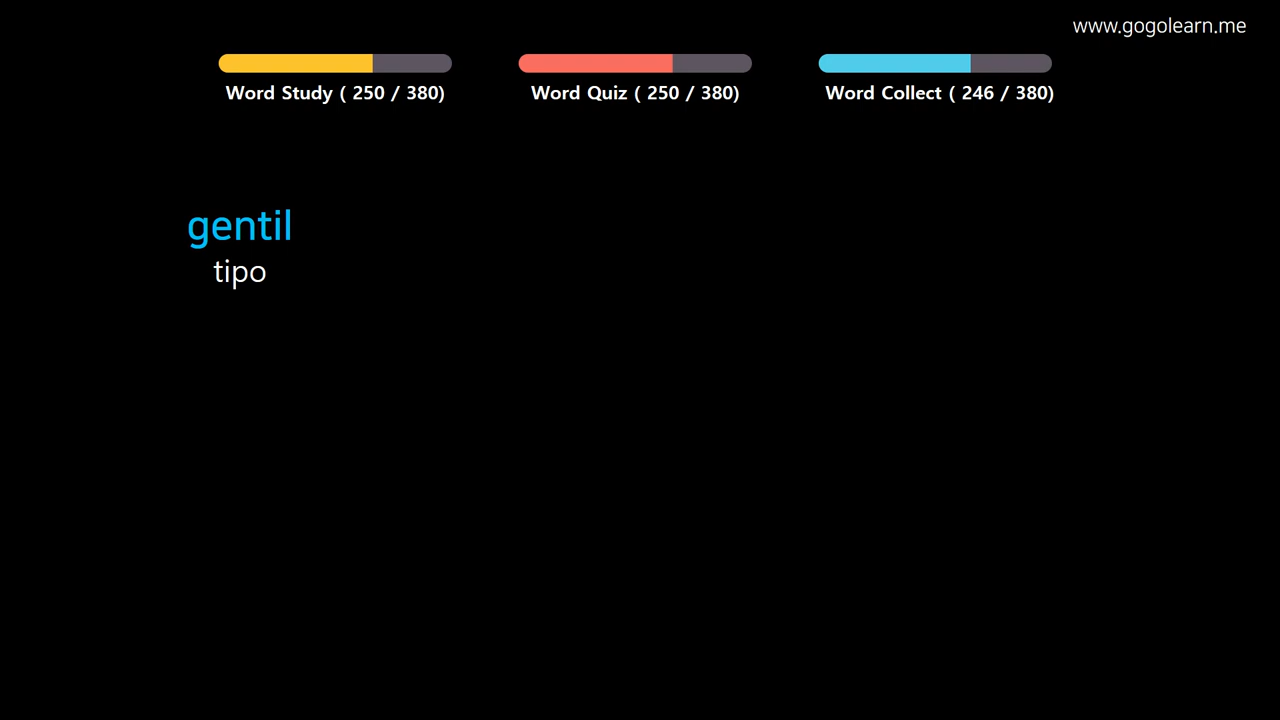 www.gogolearn.me
Word Study ( 250 / 380)
Word Quiz ( 250 / 380)
Word Collect ( 246 / 380)
gentil
tipo